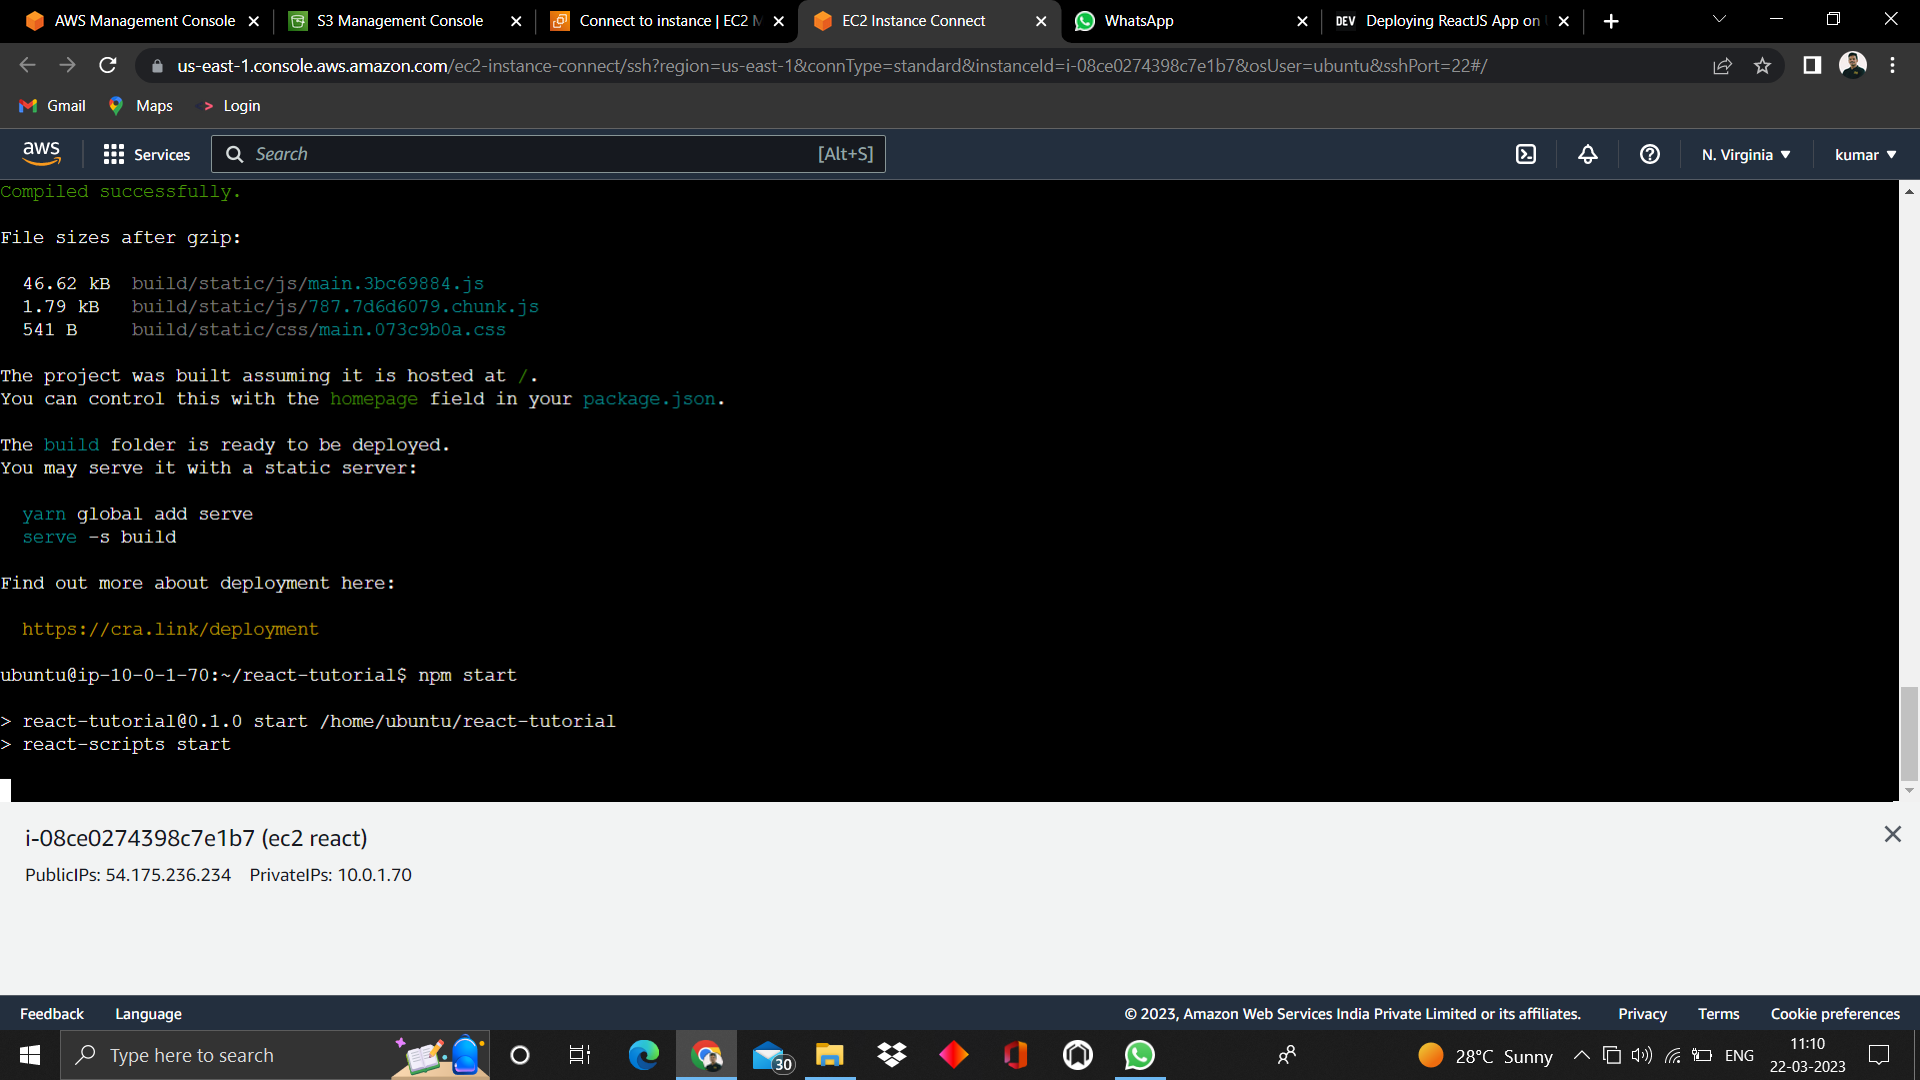 AWS Management Console
S3 Management Console
Connect to instance | EC2 M
EC2 Instance Connect
WhatsApp
DEV Deploying ReactJS App on
us-east-1.console.aws.amazon.com/ec2-instance-connect/ssh?region=us-east-1&connType=standard&instanceId=i-08ce0274398c7e1b7&osUser=ubuntu&sshPort=22#/
Gmail Maps Login
aws Services Search [Alt+S] N. Virginia kumar
Compiled successfully.
File sizes after gzip:
46.62 kB build/static/js/main.3bc69884.js
1.79 kB build/static/js/787.7d6d6079.chunk.js
541 B build/static/css/main.073c9b0a.css
The project was built assuming it is hosted at /.
You can control this with the homepage field in your package.json.
The build folder is ready to be deployed.
You may serve it with a static server:
yarn global add serve
serve -s build
Find out more about deployment here:
https://cra.link/deployment
ubuntu@ip-10-0-1-70:~/react-tutorial$ npm start
> react-tutorial@0.1.0 start /home/ubuntu/react-tutorial
> react-scripts start
i-08ce0274398c7e1b7 (ec2 react)
PublicIPs: 54.175.236.234 PrivateIPs: 10.0.1.70
Feedback Language © 2023, Amazon Web Services India Private Limited or its affiliates. Privacy Terms Cookie preferences
Type here to search 30 28°C Sunny ENG 11:10
22-03-2023